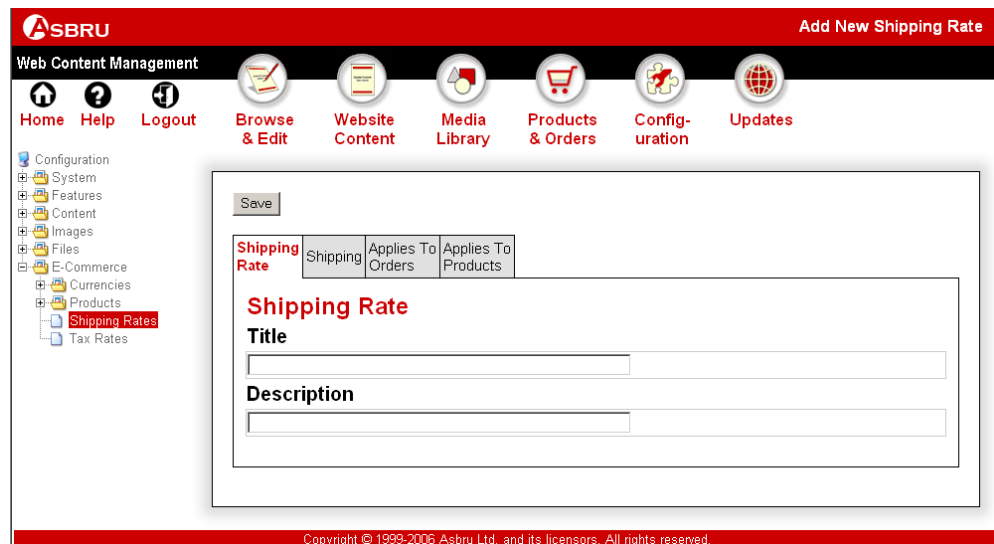 ASBRU
Add New Shipping Rate
Web Content Management
Home Help Logout
Browse & Edit
Website Content
Media Library
Products & Orders
Config-uration
Updates
Configuration
System
Features
Content
Images
Files
E-Commerce
Currencies
Products
Shipping Rates
Tax Rates
Save
Shipping Rate
Shipping
Applies To Orders
Applies To Products
Shipping Rate
Title
Description
Copyright © 1999-2006 Asbru Ltd. and its licensors. All rights reserved.